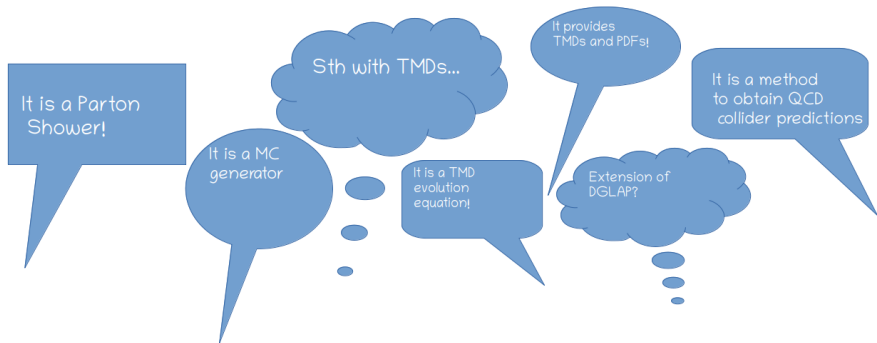 It is a Parton
Shower!
It is a MC
generator
Sth with TMDs...
It is a TMD
evolution
equation!
It provides
TMDs and PDFs!
Extension of
DGLAP?
It is a method
to obtain QCD
collider predictions